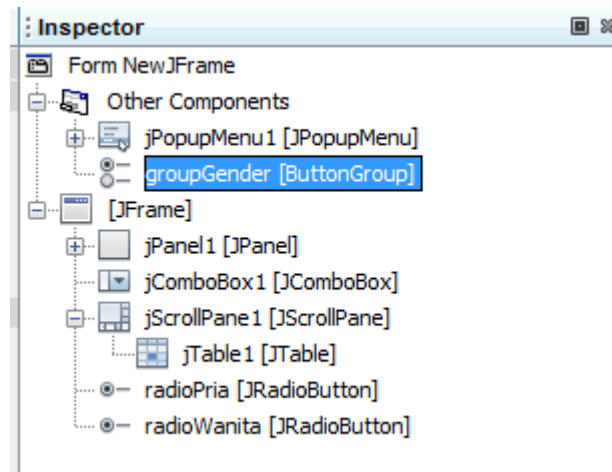 Inspector
Form NewJFrame
Other Components
jPopupMenu1 [JPopupMenu]
groupGender [ButtonGroup]
[JFrame]
jPanel1 [JPanel]
jComboBox1 [JComboBox]
jScrollPane1 [JScrollPane]
jTable1 [JTable]
radioPria [JRadioButton]
radioWanita [JRadioButton]